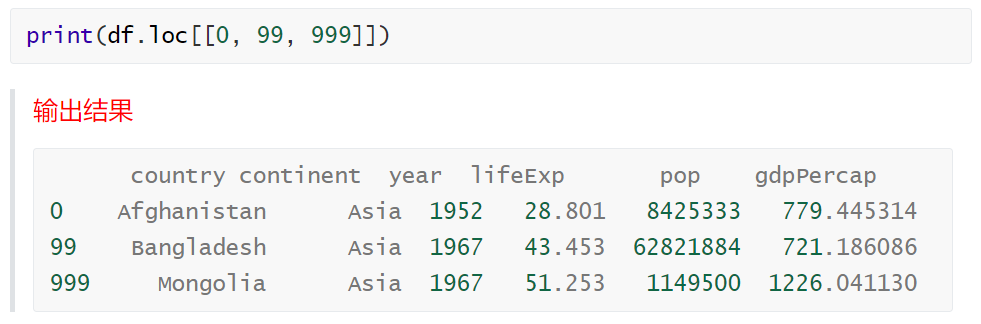 print(df.loc[[0, 99, 999]])
输出结果
country continent year lifeExp pop gdpPercap
0 Afghanistan Asia 1952 28.801 8425333 779.445314
99 Bangladesh Asia 1967 43.453 62821884 721.186086
999 Mongolia Asia 1967 51.253 1149500 1226.041130